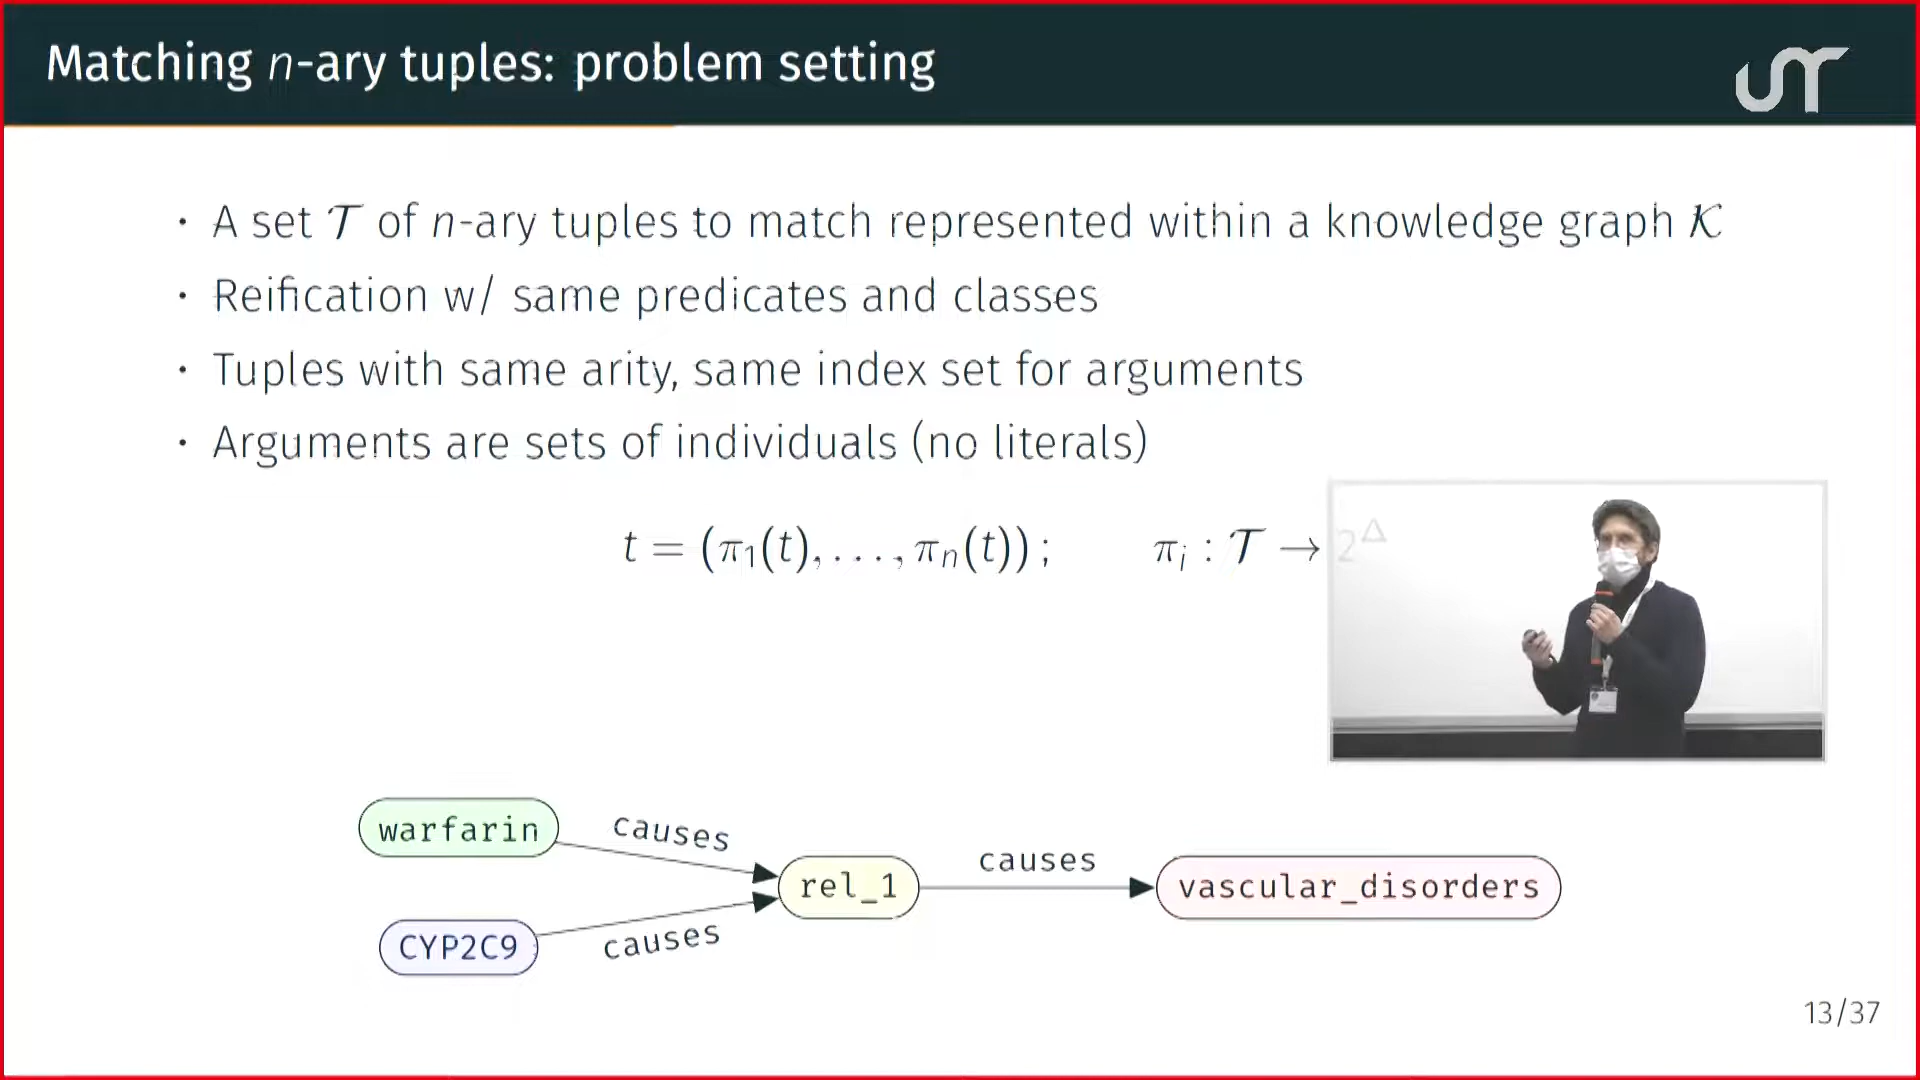 Matching n-ary tuples: problem setting
· A set 𝒯 of n-ary tuples to match represented within a knowledge graph 𝒦
· Reification w/ same predicates and classes
· Tuples with same arity, same index set for arguments
· Arguments are sets of individuals (no literals)
t = (π₁(t), . . . , πₙ(t)) ; πᵢ : 𝒯 → 2^Δ
warfarin
causes
causes
rel_1
vascular_disorders
CYP2C9
causes
13/37